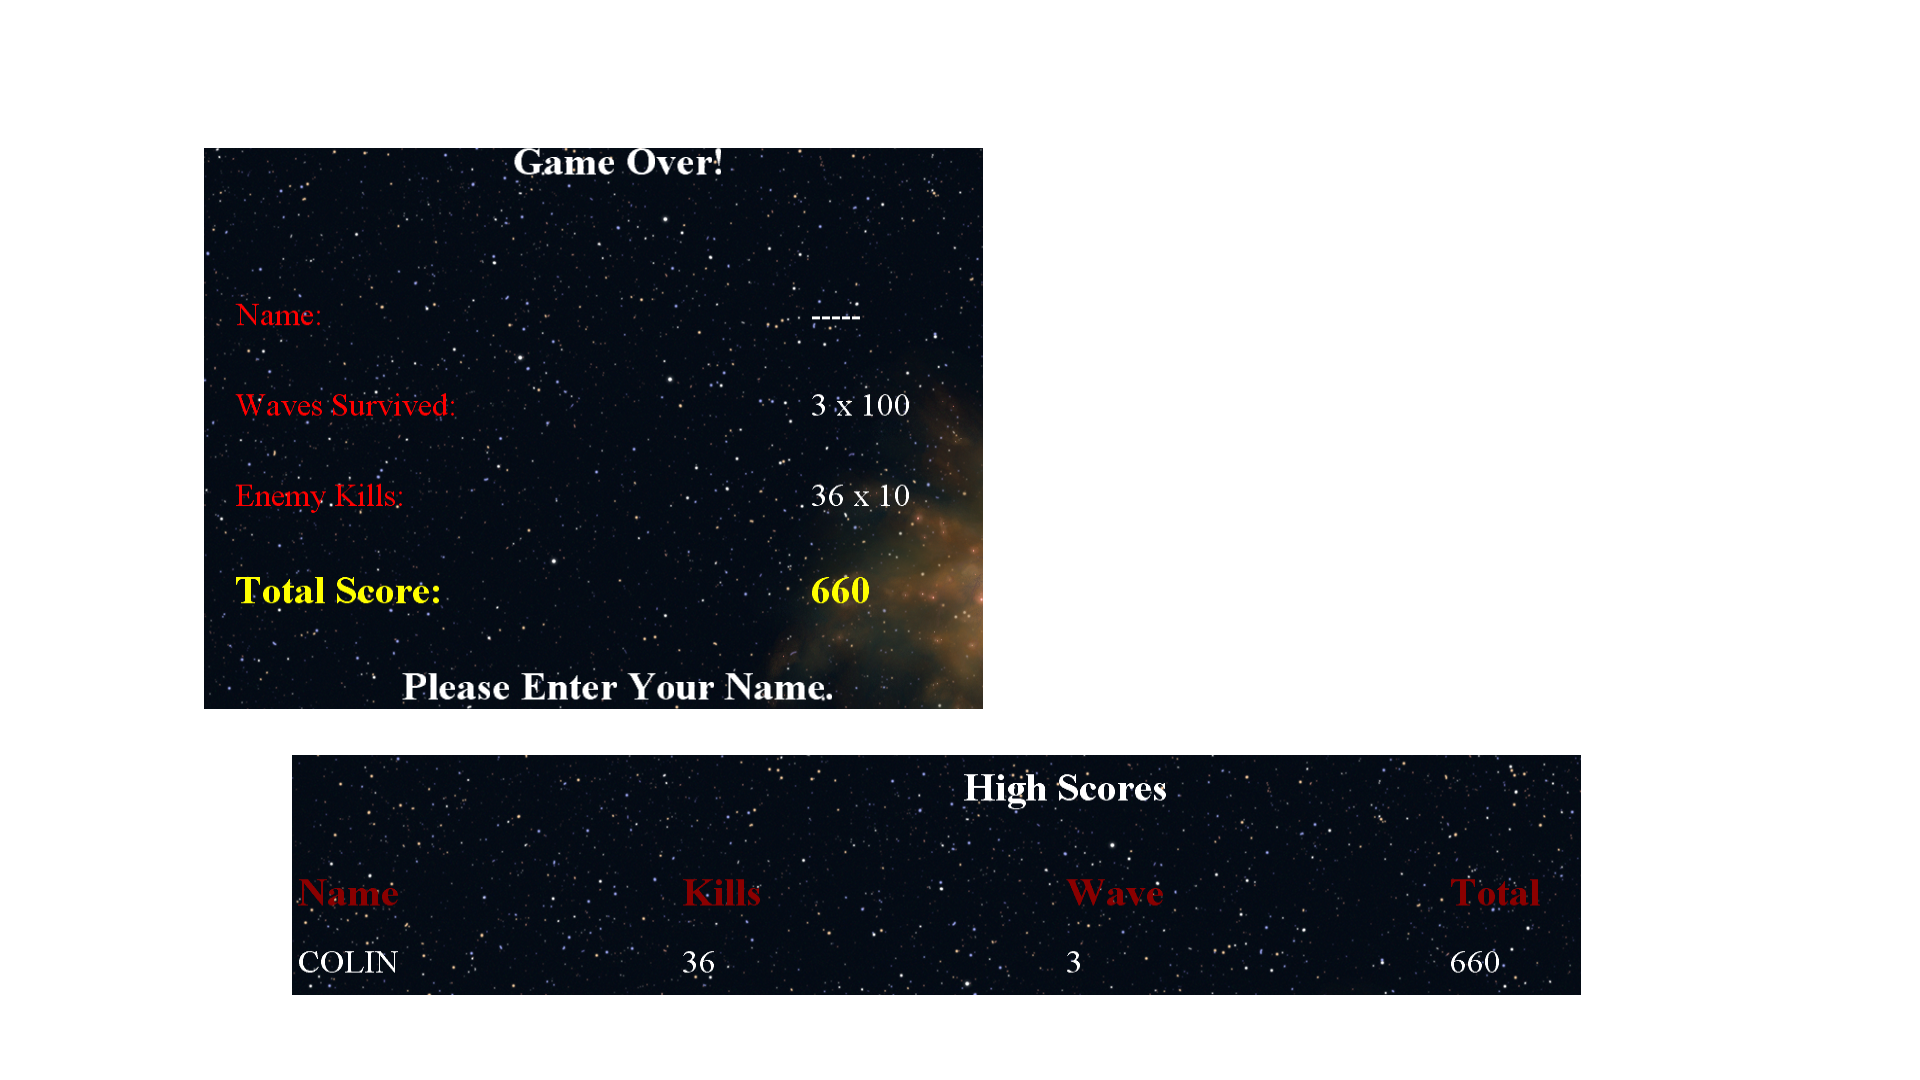 Game Over!
Name: -----
Waves Survived: 3 x 100
Enemy Kills: 36 x 10
Total Score: 660
Please Enter Your Name.
High Scores
Name Kills Wave Total
COLIN 36 3 660